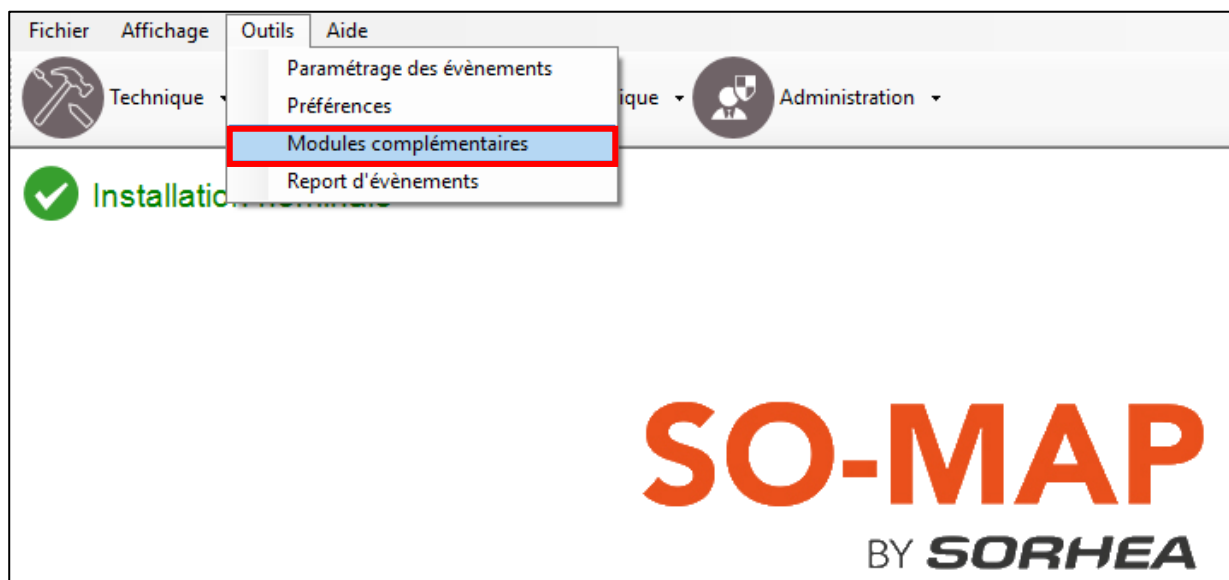 Fichier Affichage Outils Aide
Paramétrage des évènements
Technique ique Administration
Préférences
Modules complémentaires
Report d'évènements
Installatio
SO-MAP
BY SORHEA